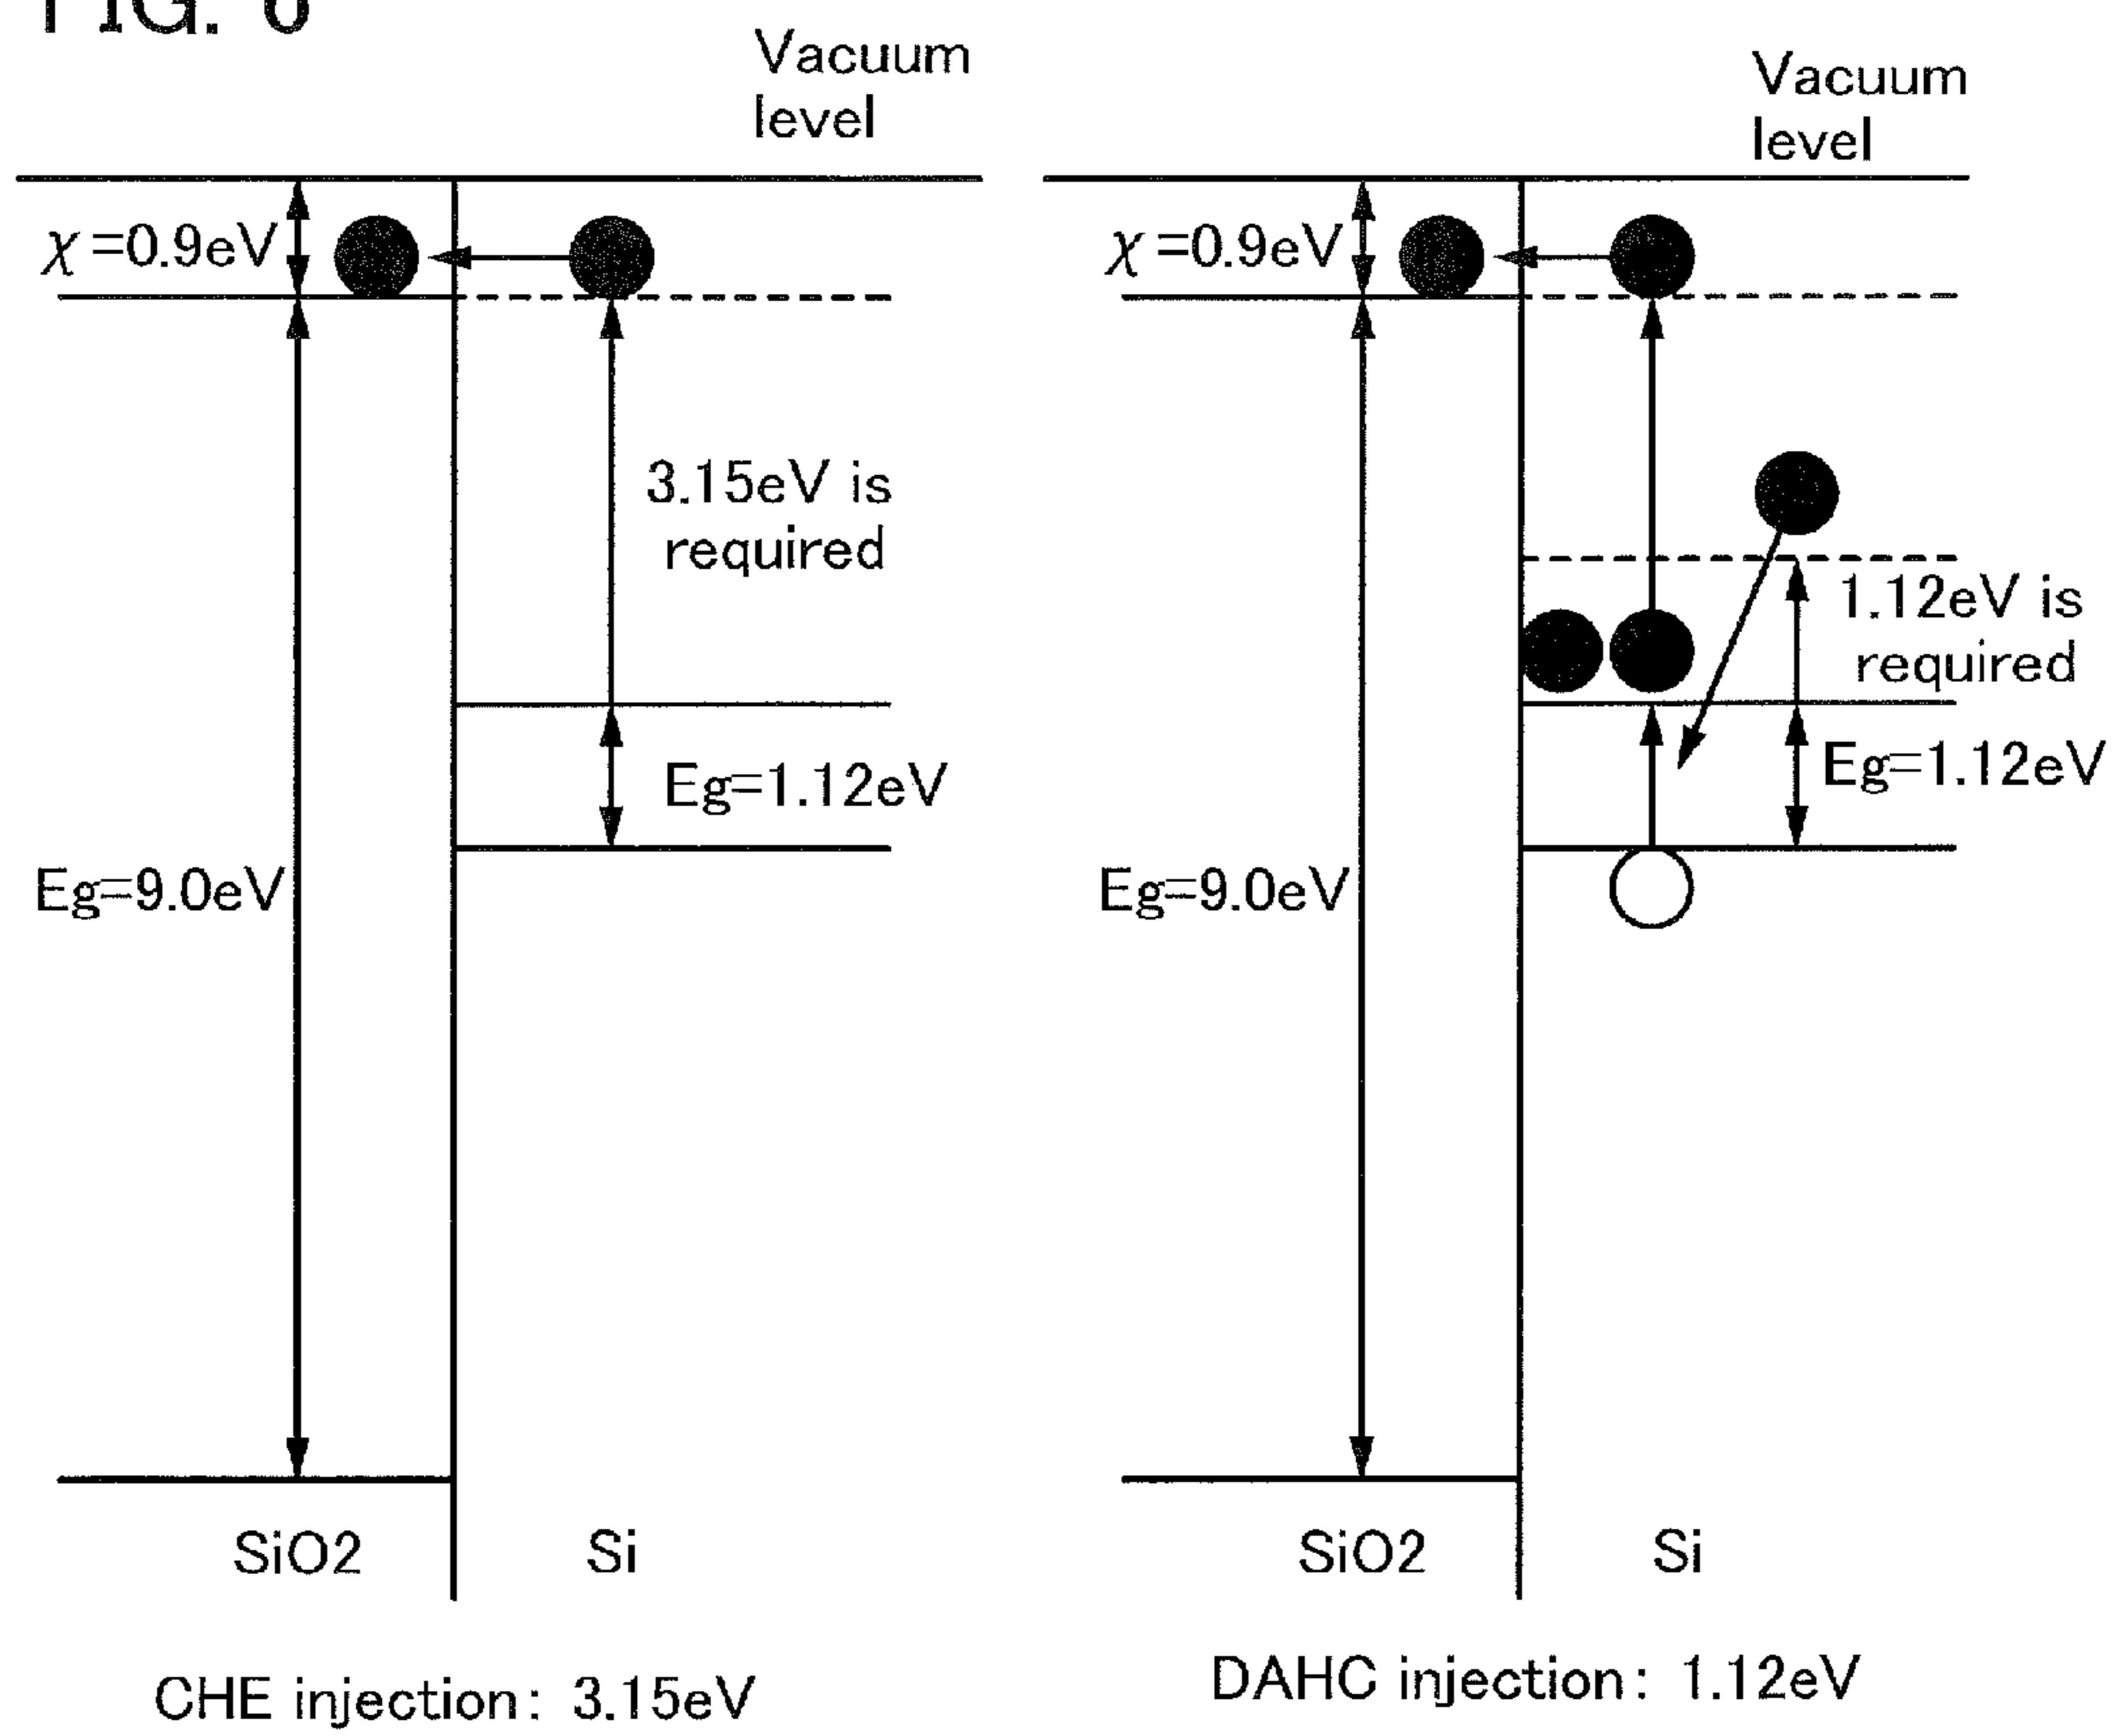 FIG. 6
Vacuum
level
χ=0.9eV
3.15eV is
required
Eg=1.12eV
Eg=9.0eV
SiO2
Si
CHE injection: 3.15eV
Vacuum
level
χ=0.9eV
1.12eV is
required
Eg=1.12eV
Eg=9.0eV
SiO2
Si
DAHC injection: 1.12eV